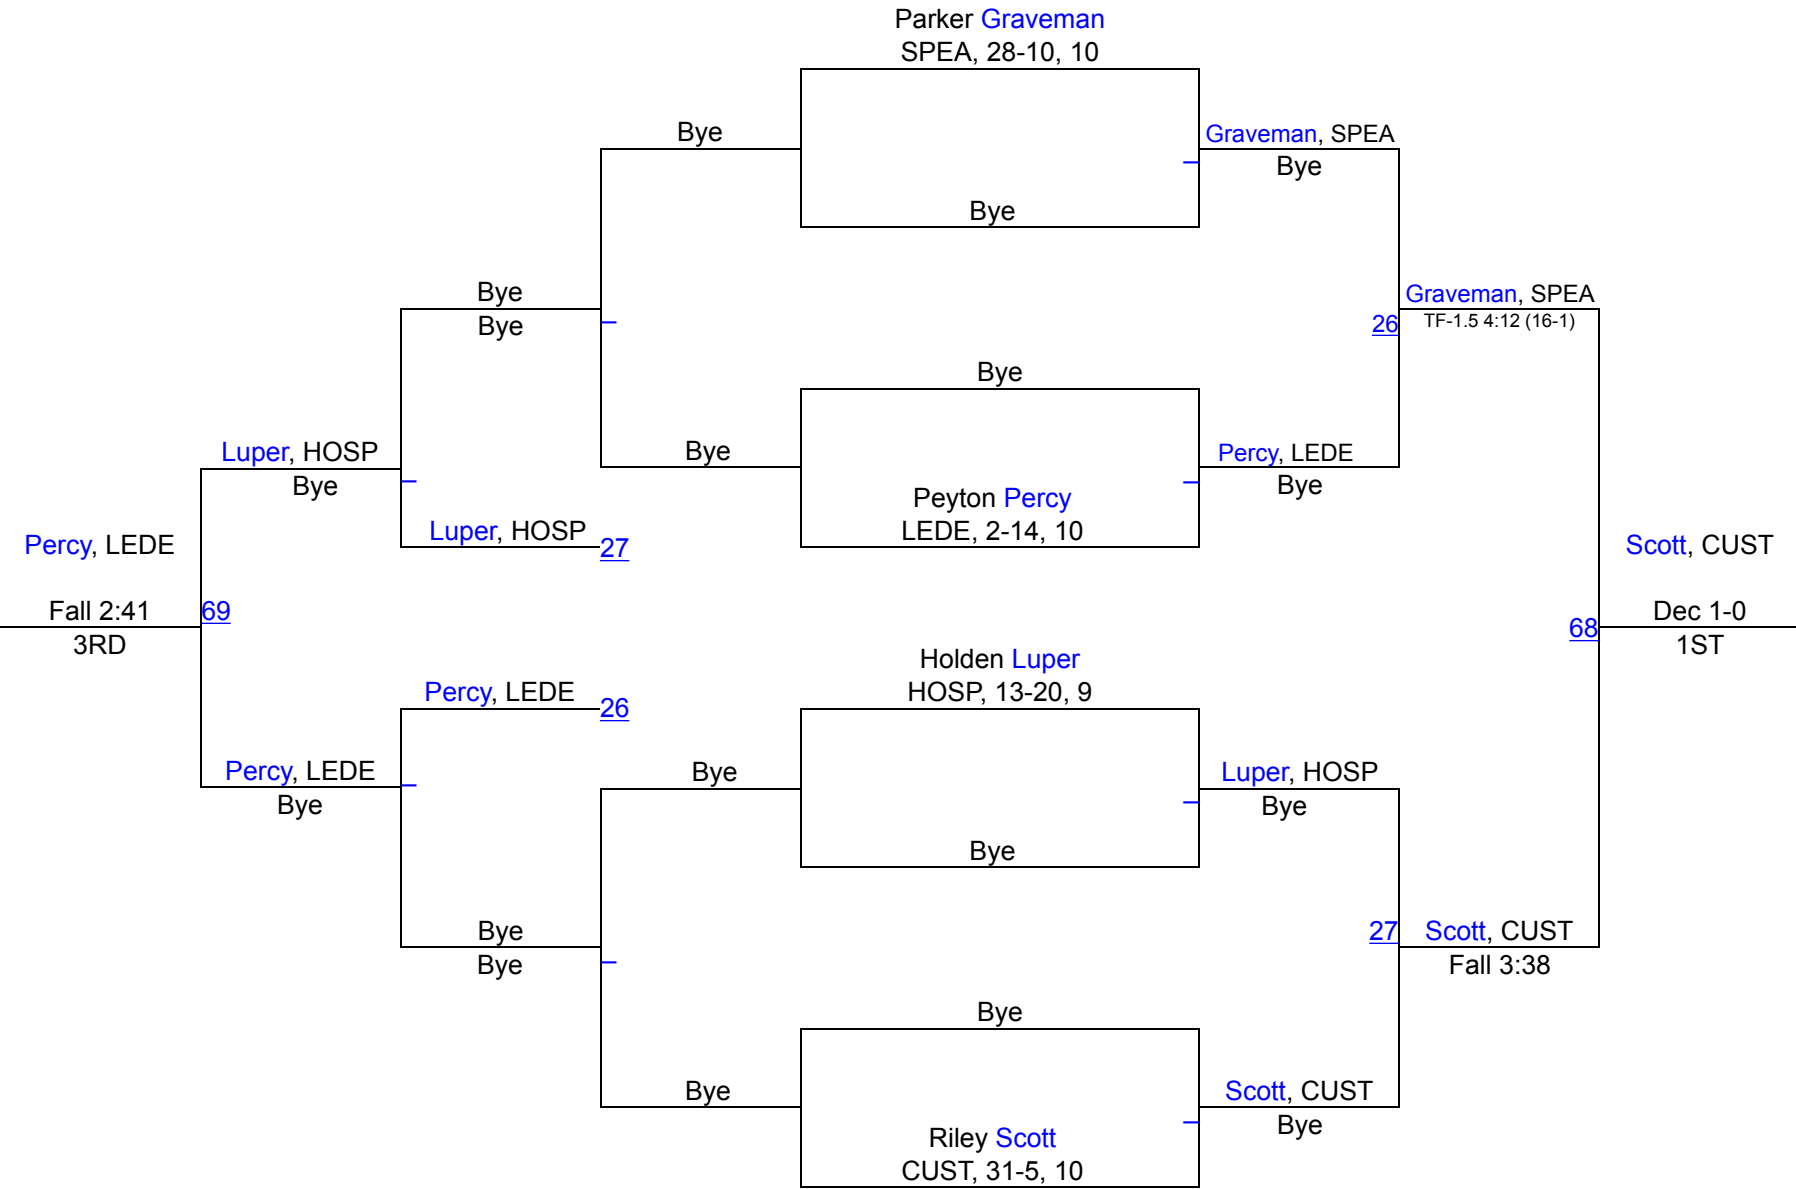 Parker Graveman
SPEA, 28-10, 10
Bye
Graveman, SPEA
Bye
Bye
Bye
Bye
Graveman, SPEA
26
TF-1.5 4:12 (16-1)
Bye
Luper, HOSP
Bye
Bye
Percy, LEDE
Bye
Peyton Percy
LEDE, 2-14, 10
Luper, HOSP
27
Percy, LEDE
Scott, CUST
Fall 2:41
69
3RD
68
Dec 1-0
1ST
Holden Luper
HOSP, 13-20, 9
Percy, LEDE
26
Percy, LEDE
Bye
Bye
Luper, HOSP
Bye
Bye
Bye
Bye
27
Scott, CUST
Fall 3:38
Bye
Bye
Scott, CUST
Bye
Riley Scott
CUST, 31-5, 10